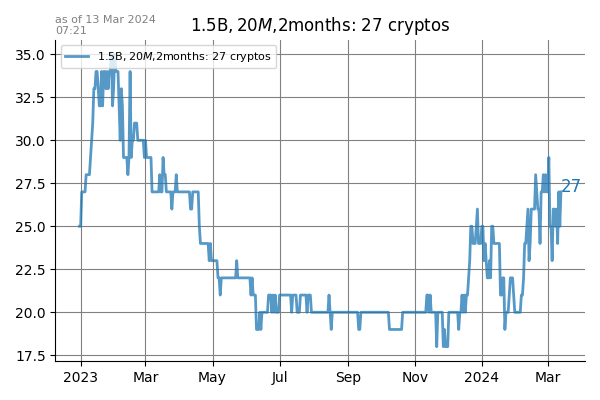 as of 13 Mar 2024
07:21
1.5B, 20M,2months: 27 cryptos
1.5B, 20M,2months: 27 cryptos
35.0
32.5
30.0
27.5
25.0
22.5
20.0
17.5
27
2023 Mar May Jul Sep Nov 2024 Mar